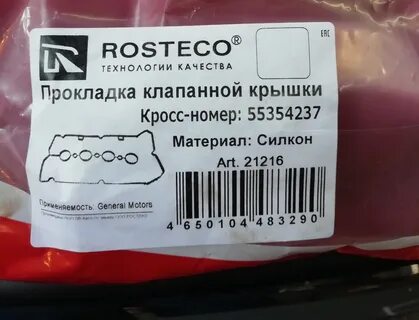 ROSTECO®
ТЕХНОЛОГИИ КАЧЕСТВА
EAC
Прокладка клапанной крышки
Кросс-номер: 55354237
Материал: Силкон
Art. 21216
Применяемость: General Motors
4 650104 483290